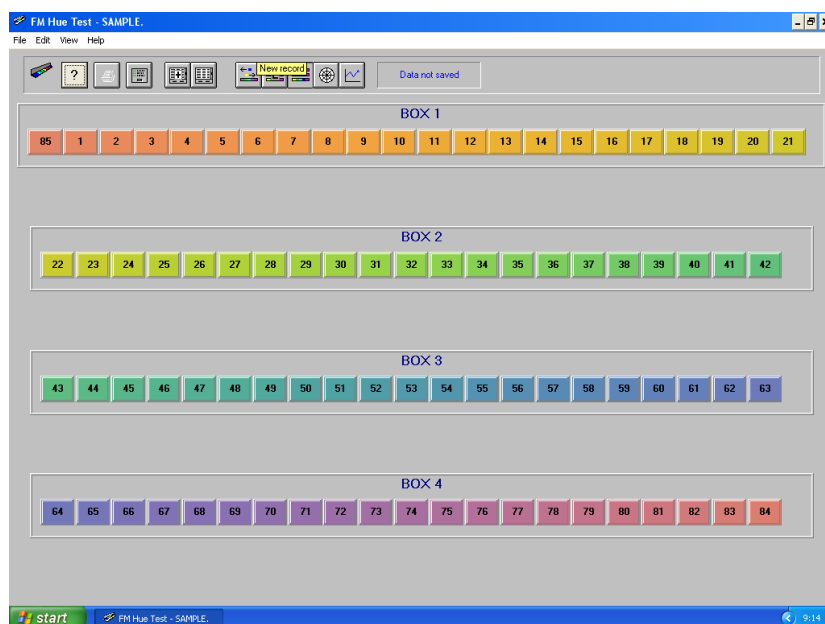 FM Hue Test - SAMPLE.
File Edit View Help
?
New record
Data not saved
BOX 1
85 1 2 3 4 5 6 7 8 9 10 11 12 13 14 15 16 17 18 19 20 21
BOX 2
22 23 24 25 26 27 28 29 30 31 32 33 34 35 36 37 38 39 40 41 42
BOX 3
43 44 45 46 47 48 49 50 51 52 53 54 55 56 57 58 59 60 61 62 63
BOX 4
64 65 66 67 68 69 70 71 72 73 74 75 76 77 78 79 80 81 82 83 84
start FM Hue Test - SAMPLE. 9:14